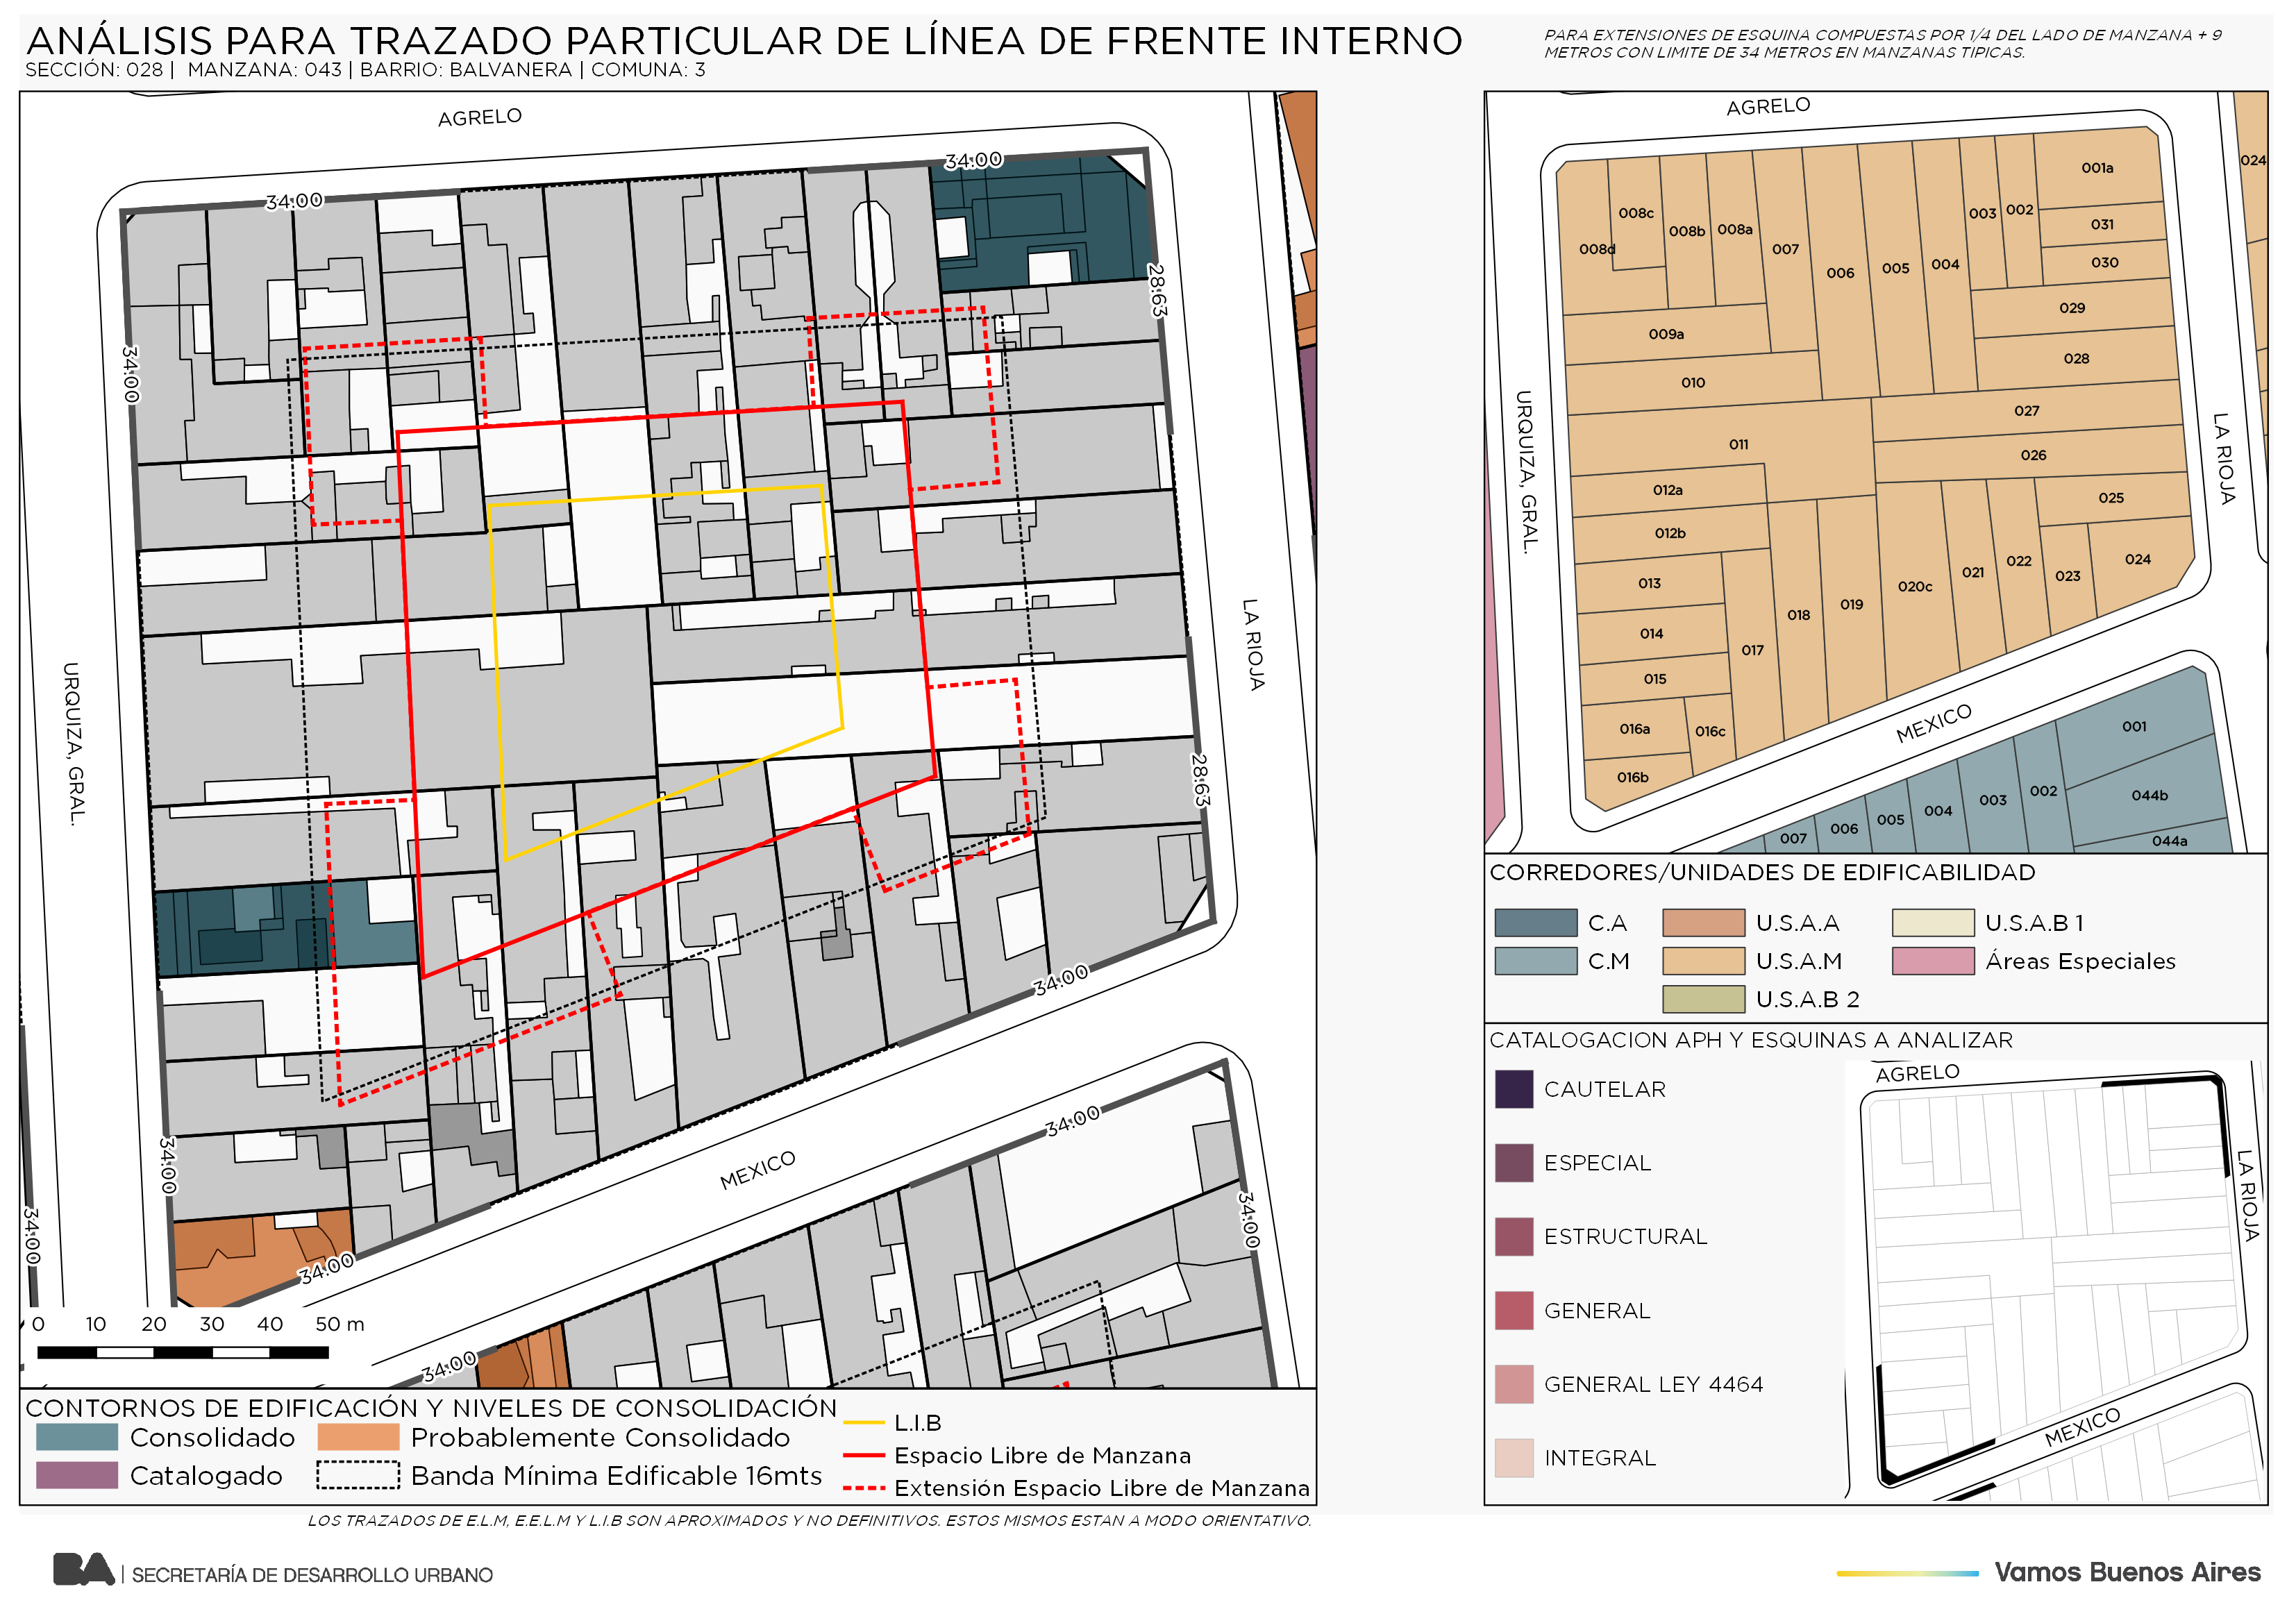 ANÁLISIS PARA TRAZADO PARTICULAR DE LÍNEA DE FRENTE INTERNO
SECCIÓN: 028 | MANZANA: 043 | BARRIO: BALVANERA | COMUNA: 3
PARA EXTENSIONES DE ESQUINA COMPUESTAS POR 1/4 DEL LADO DE MANZANA + 9
METROS CON LIMITE DE 34 METROS EN MANZANAS TIPICAS.
AGRELO
34:00
34:00
28:63
34:00
URQUIZA, GRAL.
LA RIOJA
28:63
34:00
34:00
34:00
MEXICO
34:00
34:00
34:00
34:00
0 10 20 30 40 50 m
CONTORNOS DE EDIFICACIÓN Y NIVELES DE CONSOLIDACIÓN
Consolidado
Probablemente Consolidado
Catalogado
Banda Mínima Edificable 16mts
L.I.B
Espacio Libre de Manzana
Extensión Espacio Libre de Manzana
LOS TRAZADOS DE E.L.M, E.E.L.M Y L.I.B SON APROXIMADOS Y NO DEFINITIVOS. ESTOS MISMOS ESTAN A MODO ORIENTATIVO.
AGRELO
024
001a
008c
008b
008a
007
006
005
004
003
002
031
030
008d
029
009a
028
010
027
011
026
012a
025
012b
013
014
015
016a
016c
016b
017
018
019
020c
021
022
023
024
URQUIZA, GRAL.
LA RIOJA
MEXICO
001
002
003
004
005
006
007
044b
044a
CORREDORES/UNIDADES DE EDIFICABILIDAD
C.A
U.S.A.A
U.S.A.B 1
C.M
U.S.A.M
Áreas Especiales
U.S.A.B 2
CATALOGACION APH Y ESQUINAS A ANALIZAR
CAUTELAR
ESPECIAL
ESTRUCTURAL
GENERAL
GENERAL LEY 4464
INTEGRAL
AGRELO
LA RIOJA
MEXICO
BA | SECRETARÍA DE DESARROLLO URBANO
Vamos Buenos Aires